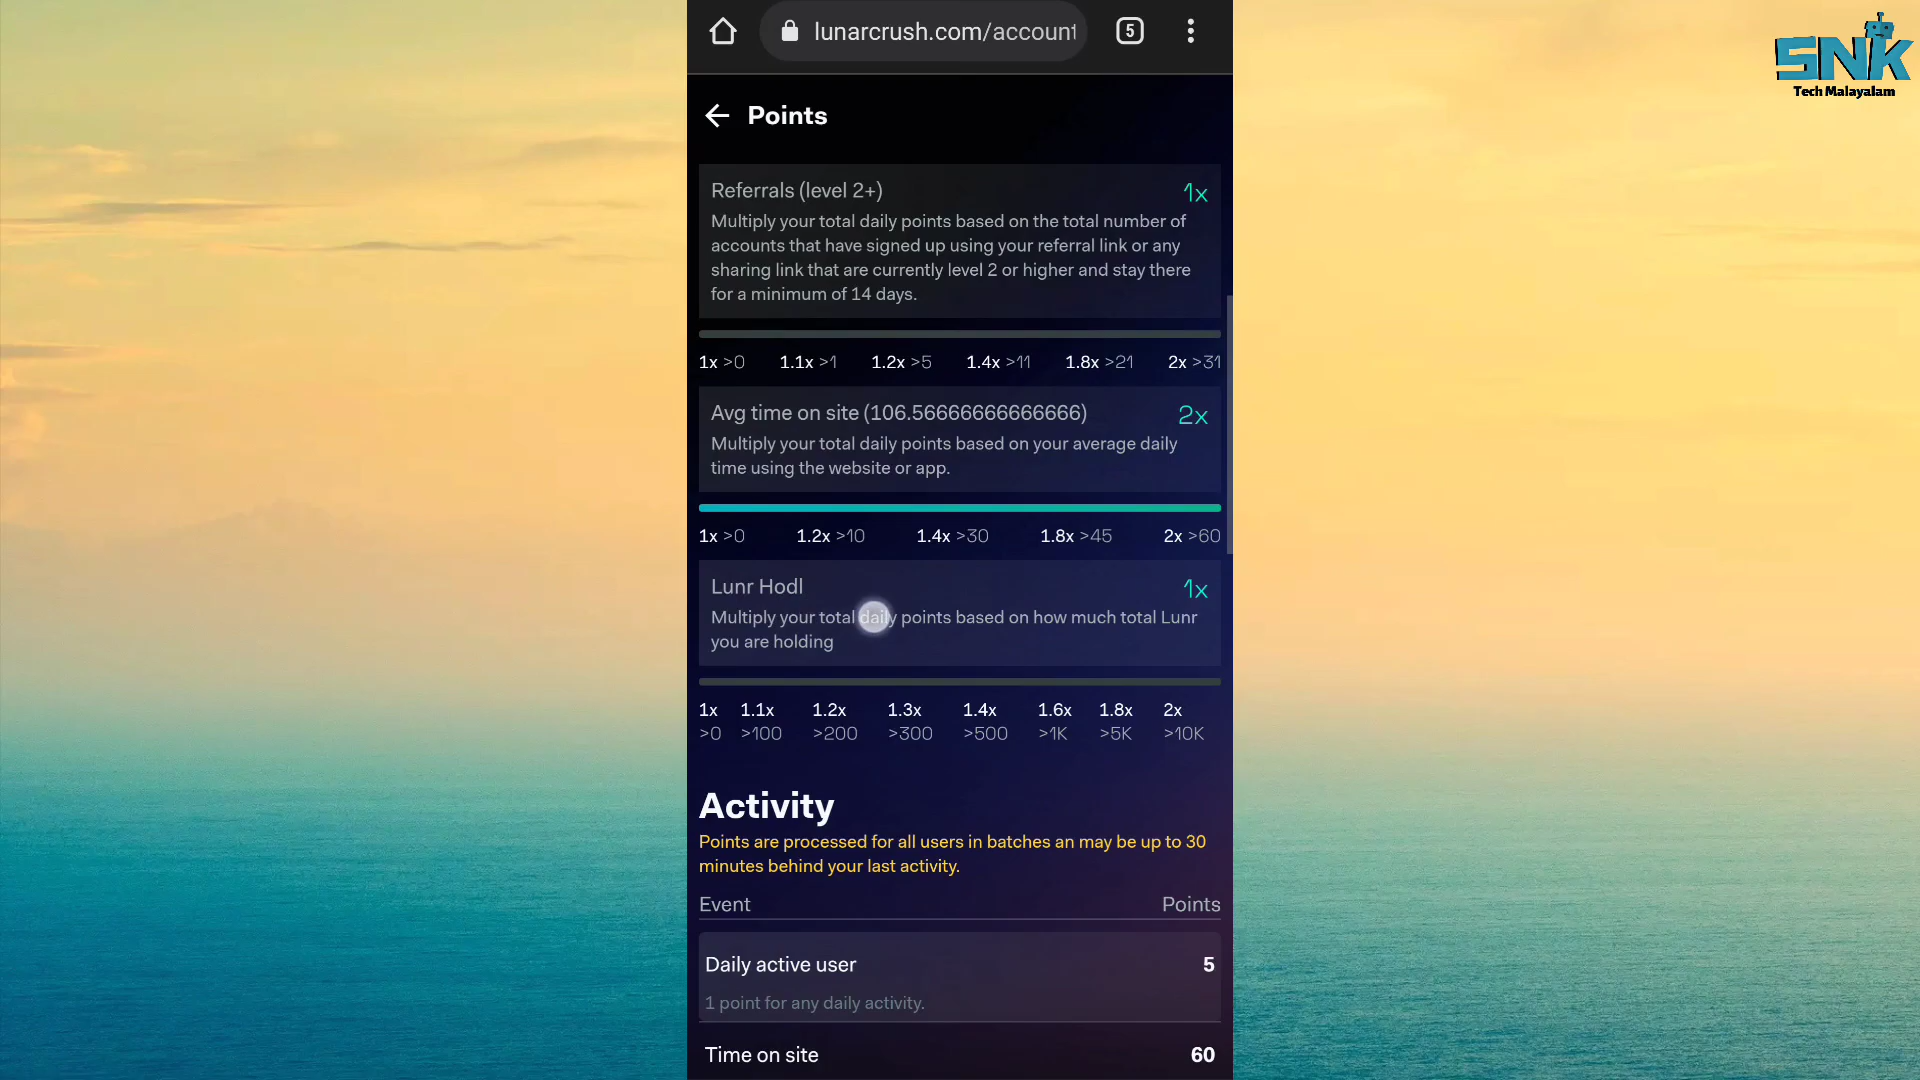 lunarcrush.com/account
5
SNK
Tech Malayalam
Points
Referrals (level 2+) 1x
Multiply your total daily points based on the total number of
accounts that have signed up using your referral link or any
sharing link that are currently level 2 or higher and stay there
for a minimum of 14 days.
1x >0 1.1x >1 1.2x >5 1.4x >11 1.8x >21 2x >31
Avg time on site (106.56666666666666) 2x
Multiply your total daily points based on your average daily
time using the website or app.
1x >0 1.2x >10 1.4x >30 1.8x >45 2x >60
Lunr Hodl 1x
Multiply your total daily points based on how much total Lunr
you are holding
1x 1.1x 1.2x 1.3x 1.4x 1.6x 1.8x 2x
>0 >100 >200 >300 >500 >1K >5K >10K
Activity
Points are processed for all users in batches an may be up to 30
minutes behind your last activity.
Event Points
Daily active user 5
1 point for any daily activity.
Time on site 60